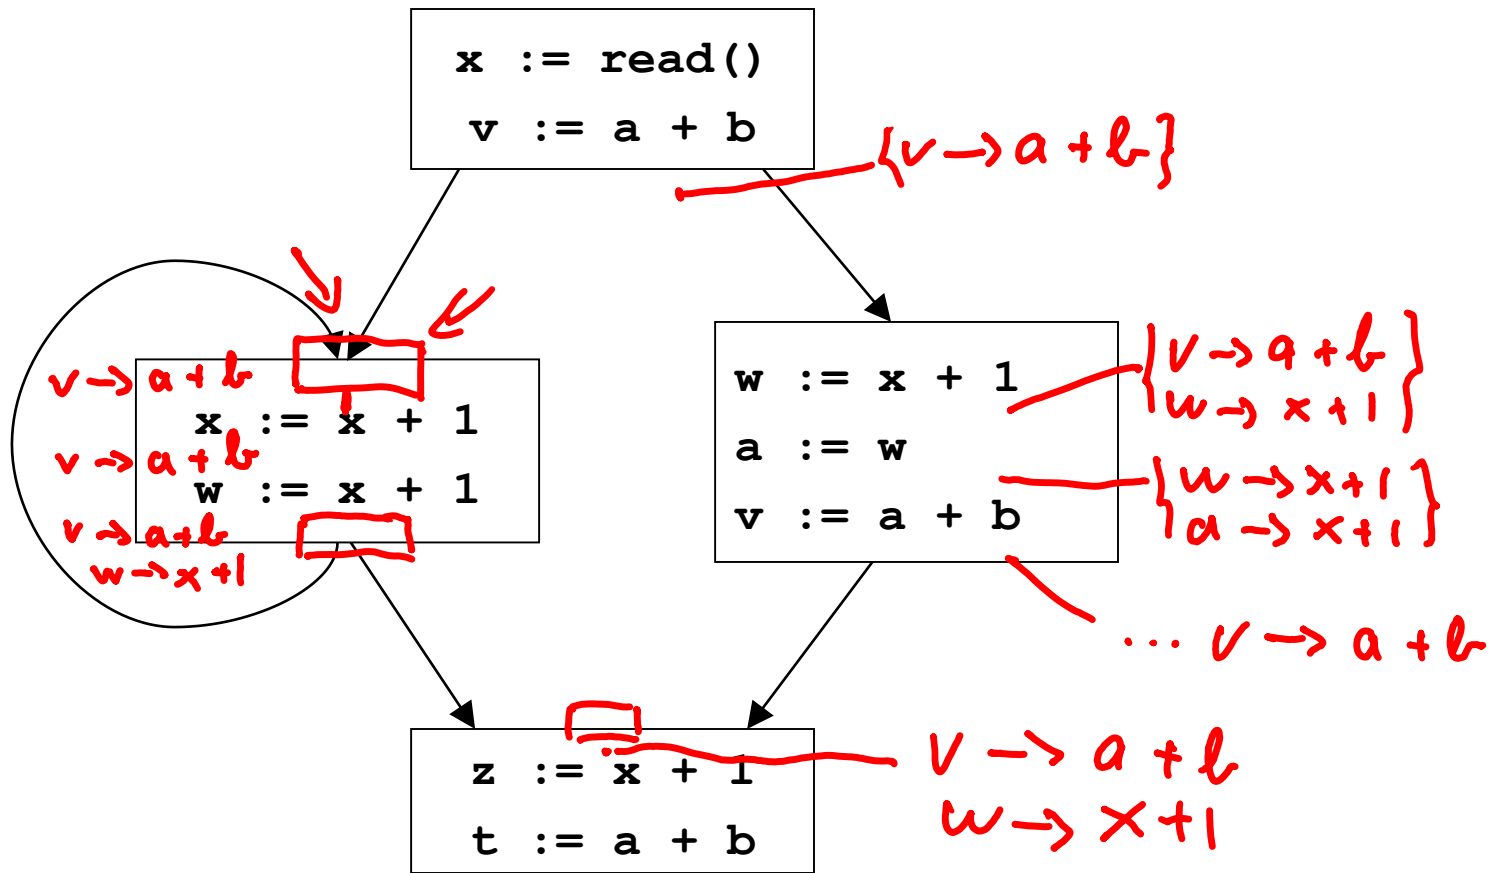 x := read()
v := a + b
{v → a + b}
v → a + b
x := x + 1
v → a + b
w := x + 1
v → a + b
w → x + 1
w := x + 1
{v → a + b
w → x + 1}
a := w
{w → x + 1
a → x + 1}
v := a + b
... v → a + b
z := x + 1
t := a + b
v → a + b
w → x + 1